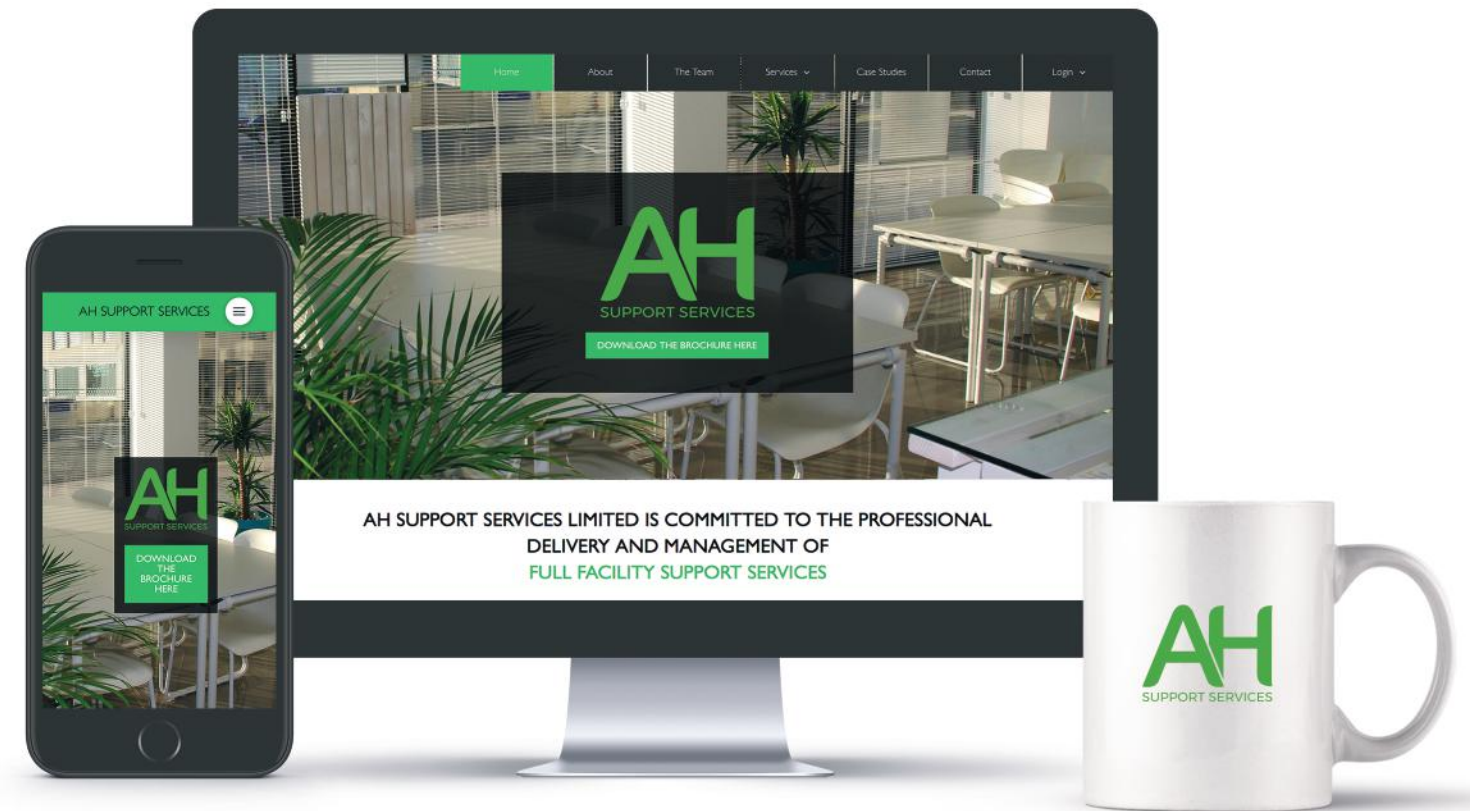 Home
About
The Team
Services
Case Studies
Contact
Login
AH
SUPPORT SERVICES
DOWNLOAD THE BROCHURE HERE
AH SUPPORT SERVICES LIMITED IS COMMITTED TO THE PROFESSIONAL
DELIVERY AND MANAGEMENT OF
FULL FACILITY SUPPORT SERVICES
AH SUPPORT SERVICES
AH
SUPPORT SERVICES
DOWNLOAD
THE
BROCHURE
HERE
AH
SUPPORT SERVICES